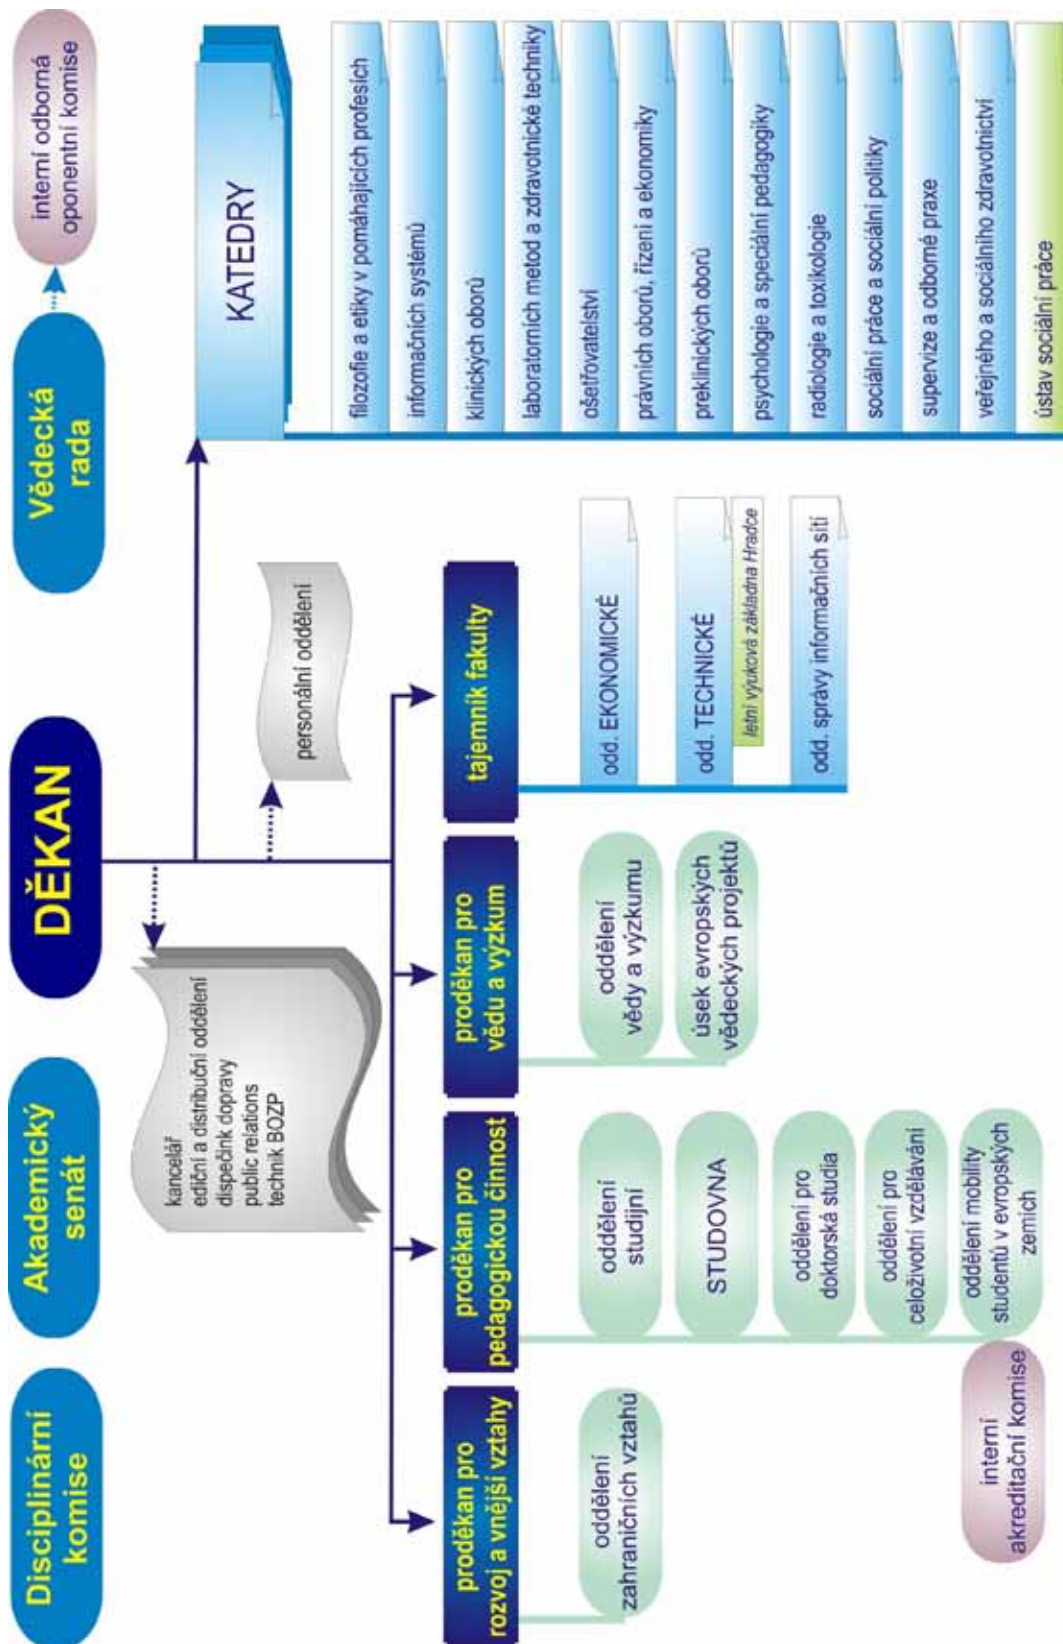 Disciplinární
komise
Akademický
senát
DĚKAN
Vědecká
rada
interní odborná
oponentní komise
kancelář
ediční a distribuční oddělení
dispečink dopravy
public relations
technik BOZP
personální oddělení
KATEDRY
filozofie a etiky v pomáhajících profesích
informačních systémů
klinických oborů
laboratorních metod a zdravotnické techniky
ošetřovatelství
právních oborů, řízení a ekonomiky
preklinických oborů
psychologie a speciální pedagogiky
radiologie a toxikologie
sociální práce a sociální politiky
supervize a odborné praxe
veřejného a sociálního zdravotnictví
ústav sociální práce
proděkan pro
rozvoj a vnější vztahy
oddělení
zahraničních vztahů
proděkan pro
pedagogickou činnost
oddělení
studijní
STUDOVNA
oddělení pro
doktorská studia
oddělení pro
celoživotní vzdělávání
oddělení mobility
studentů v evropských
zemích
interní
akreditační komise
proděkan pro
vědu a výzkum
oddělení
vědy a výzkumu
úsek evropských
vědeckých projektů
tajemník fakulty
odd. EKONOMICKÉ
odd. TECHNICKÉ
letní výuková základna Hradce
odd. správy informačních sítí